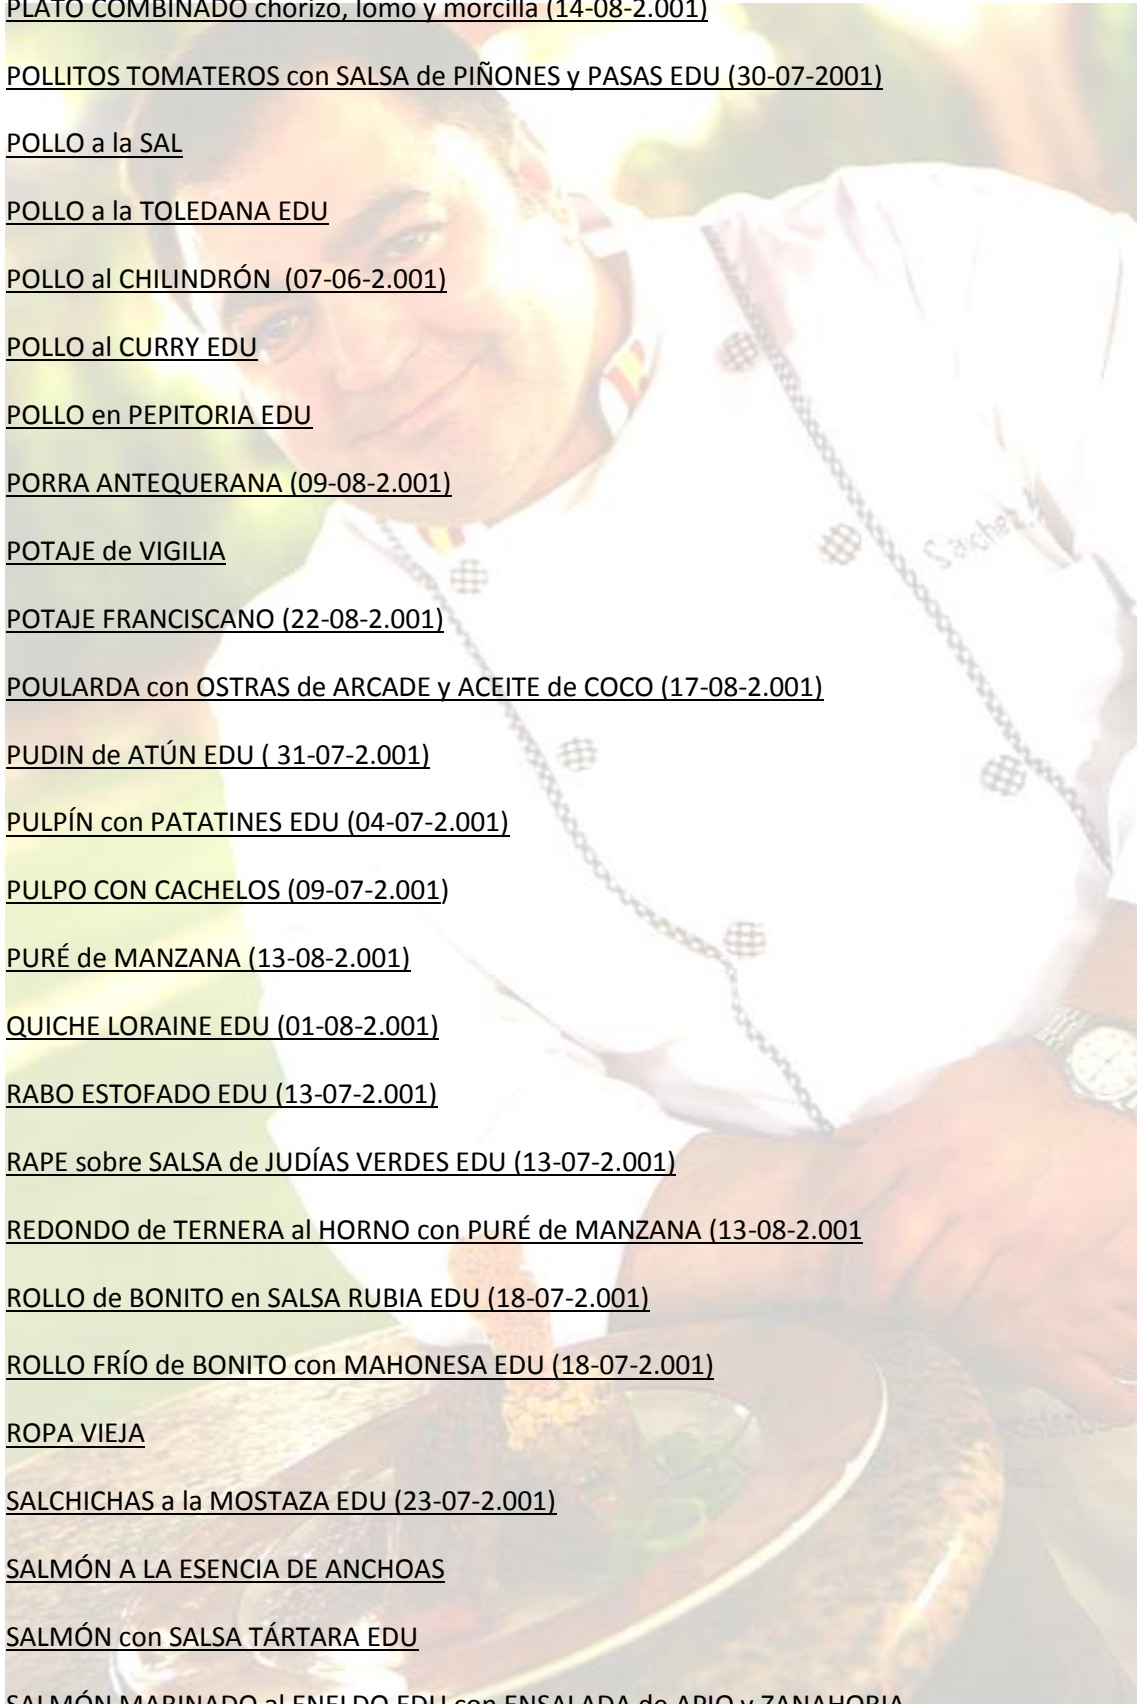 PLATO COMBINADO chorizo, lomo y morcilla (14-08-2.001)
POLLITOS TOMATEROS con SALSA de PIÑONES y PASAS EDU (30-07-2001)
POLLO a la SAL
POLLO a la TOLEDANA EDU
POLLO al CHILINDRÓN  (07-06-2.001)
POLLO al CURRY EDU
POLLO en PEPITORIA EDU
PORRA ANTEQUERANA (09-08-2.001)
POTAJE de VIGILIA
Sánchez
POTAJE FRANCISCANO (22-08-2.001)
POULARDA con OSTRAS de ARCADE y ACEITE de COCO (17-08-2.001)
PUDIN de ATÚN EDU ( 31-07-2.001)
PULPÍN con PATATINES EDU (04-07-2.001)
PULPO CON CACHELOS (09-07-2.001)
PURÉ de MANZANA (13-08-2.001)
QUICHE LORAINE EDU (01-08-2.001)
RABO ESTOFADO EDU (13-07-2.001)
RAPE sobre SALSA de JUDÍAS VERDES EDU (13-07-2.001)
REDONDO de TERNERA al HORNO con PURÉ de MANZANA (13-08-2.001
ROLLO de BONITO en SALSA RUBIA EDU (18-07-2.001)
ROLLO FRÍO de BONITO con MAHONESA EDU (18-07-2.001)
ROPA VIEJA
SALCHICHAS a la MOSTAZA EDU (23-07-2.001)
SALMÓN A LA ESENCIA DE ANCHOAS
SALMÓN con SALSA TÁRTARA EDU
SALMÓN MARINADO al ENELDO EDU con ENSALADA de APIO y ZANAHORIA